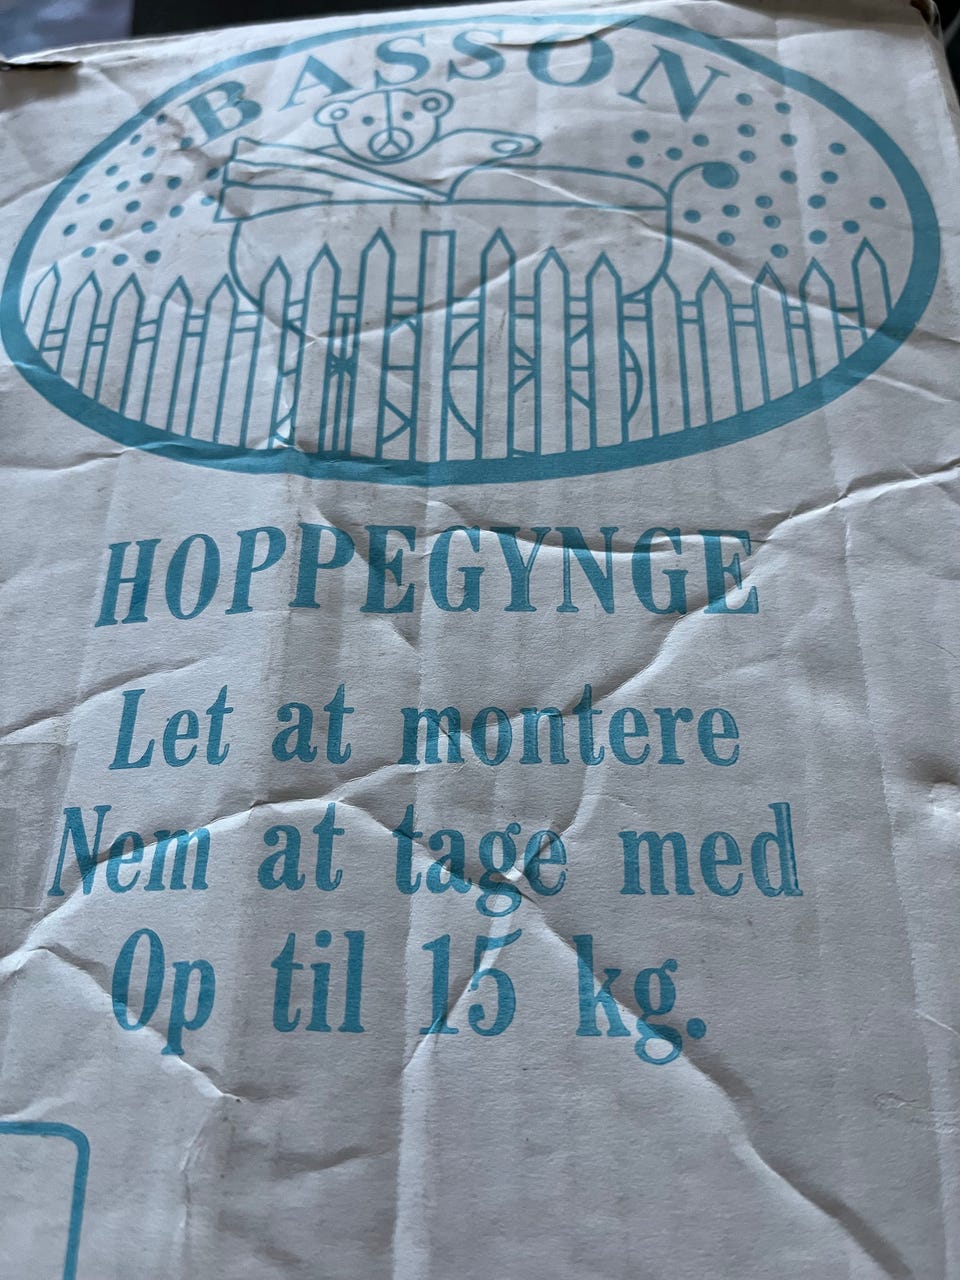 BASSON
HOPPEGYNGE
Let at montere
Nem at tage med
Op til 15 kg.